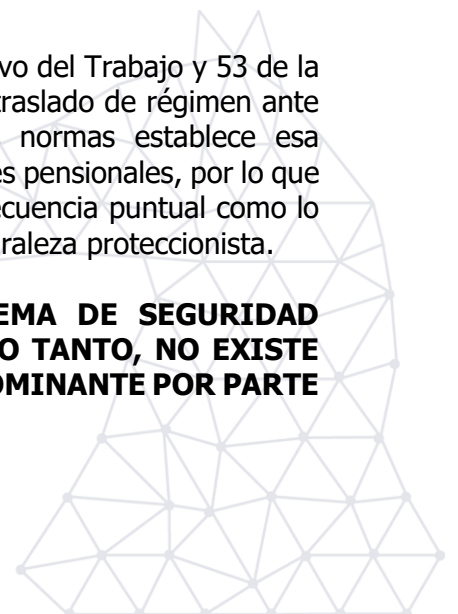 vo del Trabajo y 53 de la
traslado de régimen ante
normas establece esa
es pensionales, por lo que
ecuencia puntual como lo
raleza proteccionista.
EMA DE SEGURIDAD
O TANTO, NO EXISTE
OMINANTE POR PARTE